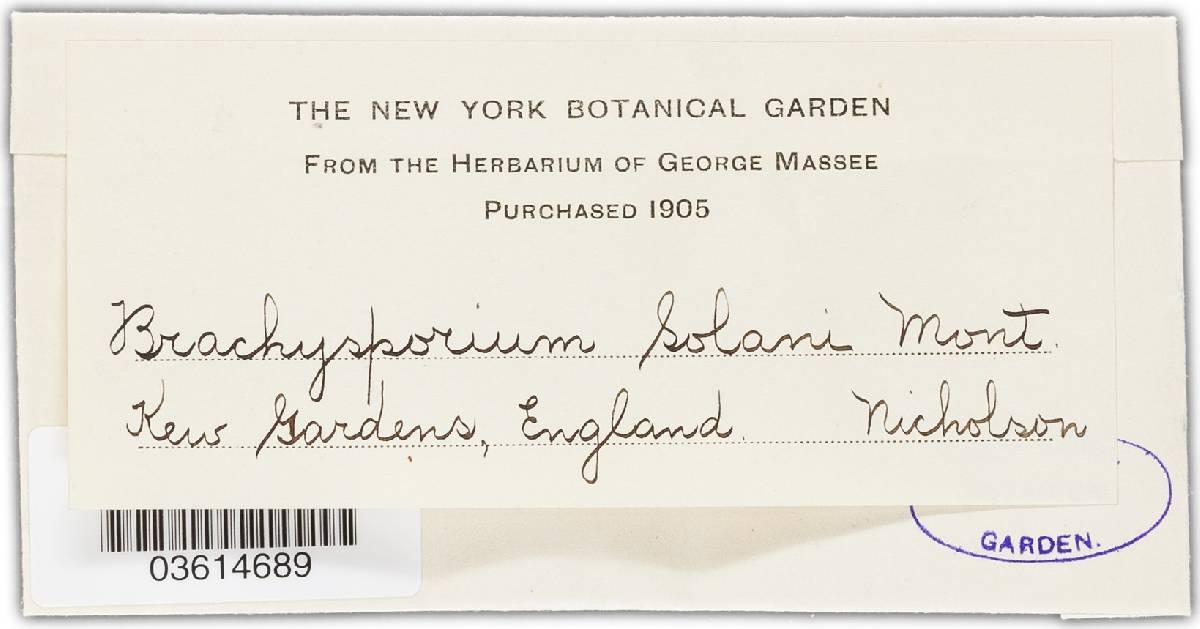 THE NEW YORK BOTANICAL GARDEN
FROM THE HERBARIUM OF GEORGE MASSEE
PURCHASED 1905
Brachysporium Solani Mont.
Kew Gardens, England. Nicholson
03614689
GARDEN.